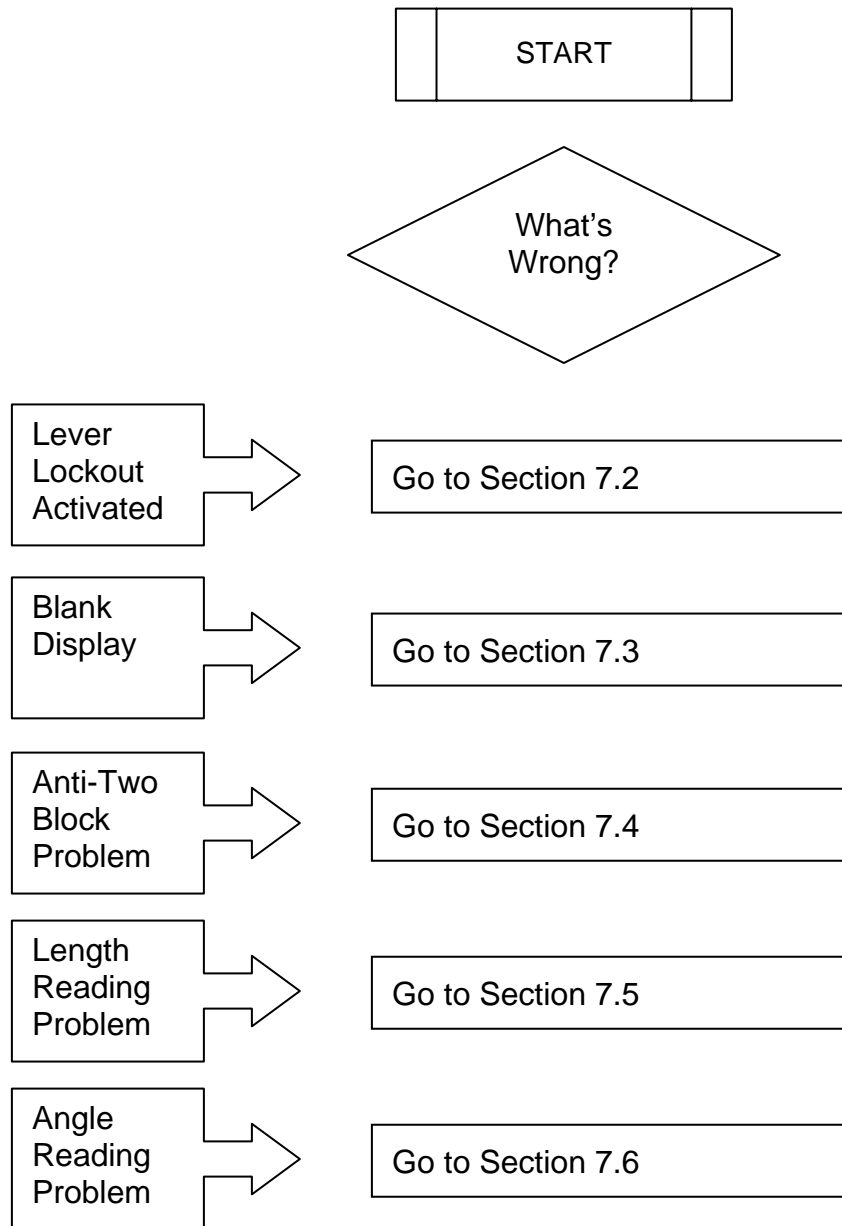 START
What's
Wrong?
Lever
Lockout
Activated
Go to Section 7.2
Blank
Display
Go to Section 7.3
Anti-Two
Block
Problem
Go to Section 7.4
Length
Reading
Problem
Go to Section 7.5
Angle
Reading
Problem
Go to Section 7.6